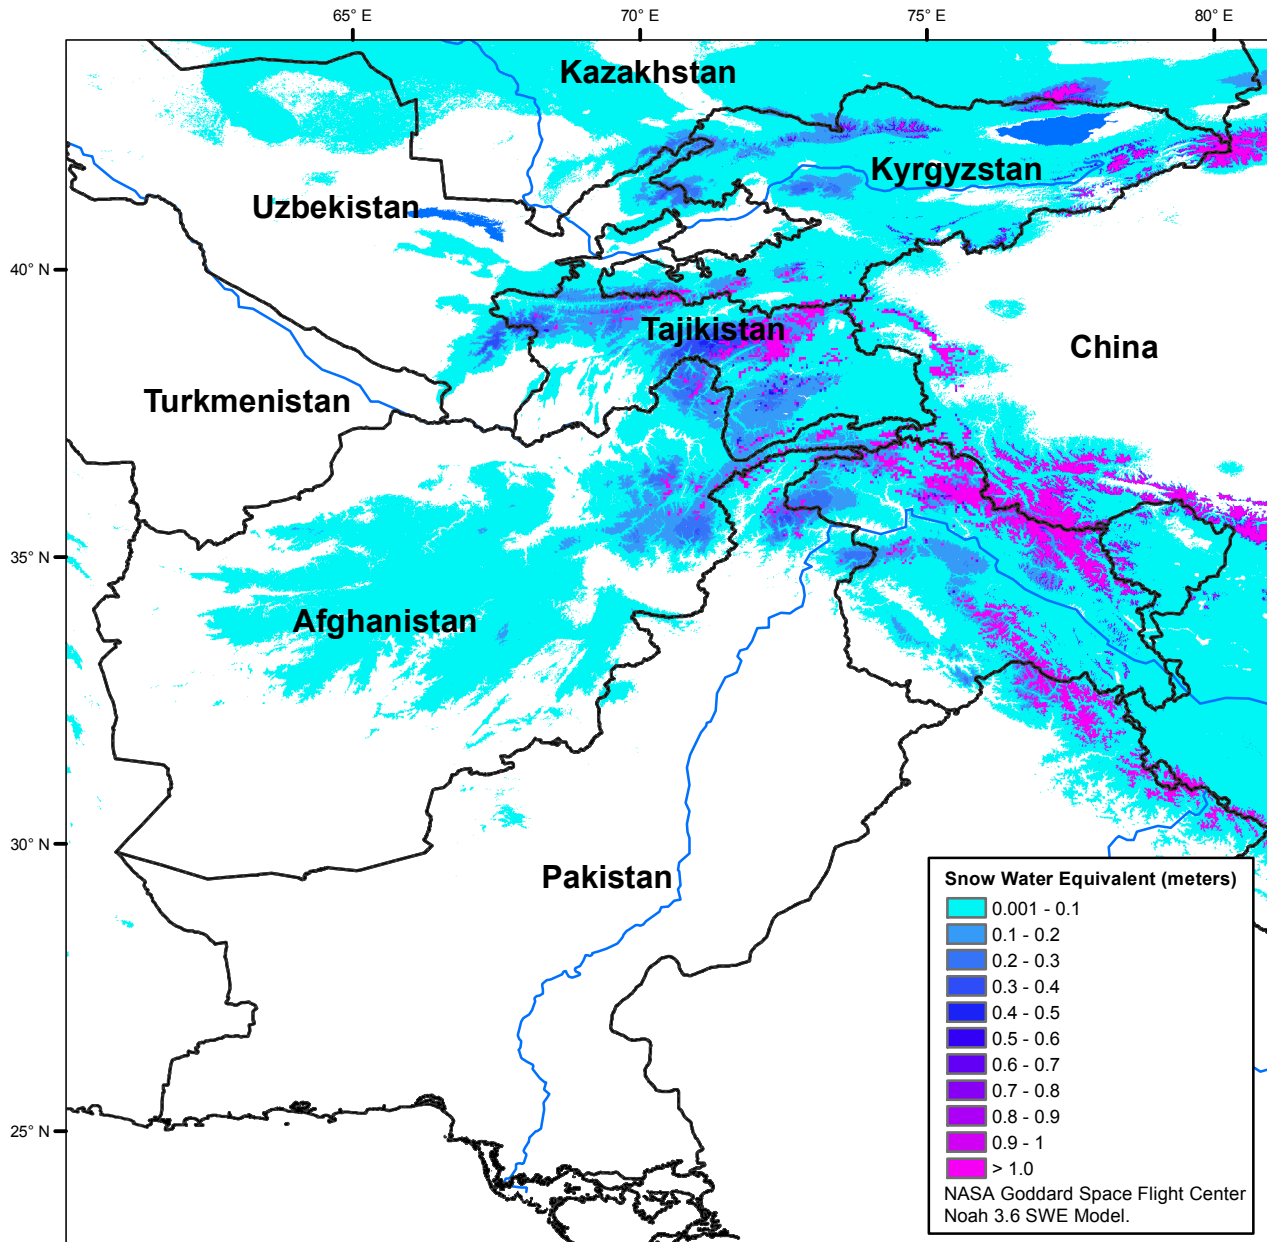 65° E
70° E
75° E
80° E
Kazakhstan
Kyrgyzstan
Uzbekistan
40° N
Tajikistan
China
Turkmenistan
35° N
Afghanistan
30° N
Pakistan
Snow Water Equivalent (meters)
0.001 - 0.1
0.1 - 0.2
0.2 - 0.3
0.3 - 0.4
0.4 - 0.5
0.5 - 0.6
0.6 - 0.7
0.7 - 0.8
0.8 - 0.9
0.9 - 1
> 1.0
25° N
NASA Goddard Space Flight Center
Noah 3.6 SWE Model.